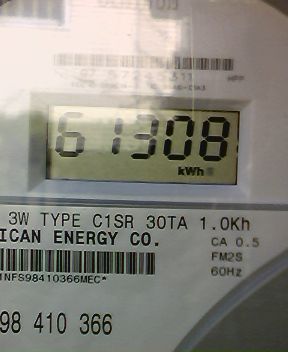 61308
kWh
3W TYPE C1SR 30TA 1.0Kh
ICAN ENERGY CO.
CA 0.5
FM2S
60Hz
1NFS98410366MEC*
98 410 366